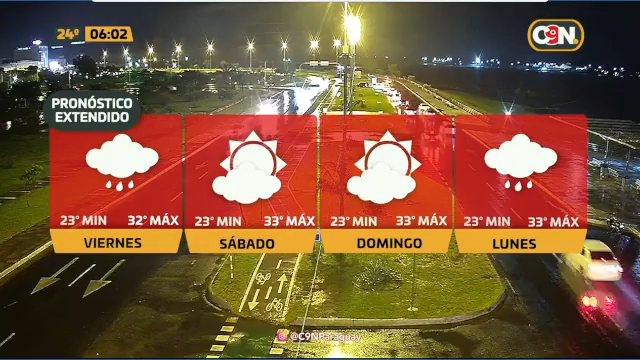 24° 06:02
C9N
PRONÓSTICO
EXTENDIDO
23° MIN 32° MÁX
VIERNES
23° MIN 33° MÁX
SÁBADO
23° MIN 33° MÁX
DOMINGO
23° MIN 33° MÁX
LUNES
@C9NParaguay